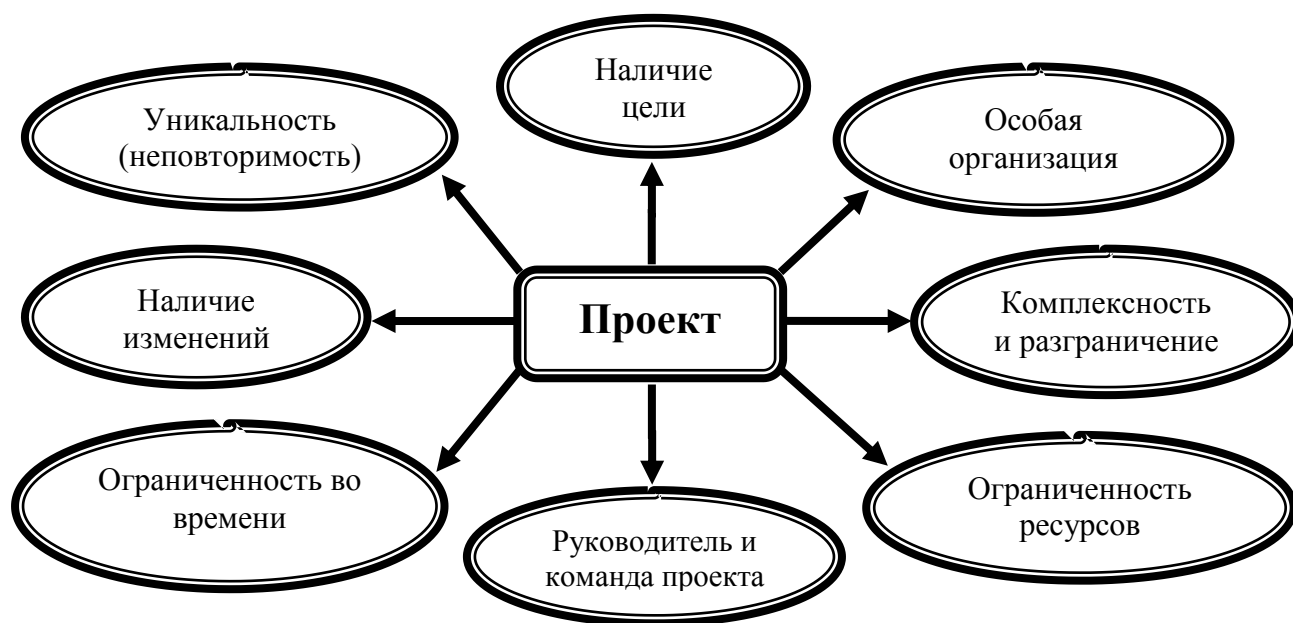 Наличие
цели
Уникальность
(неповторимость)
Особая
организация
Наличие
изменений
Проект
Комплексность
и разграничение
Ограниченность во
времени
Руководитель и
команда проекта
Ограниченность
ресурсов